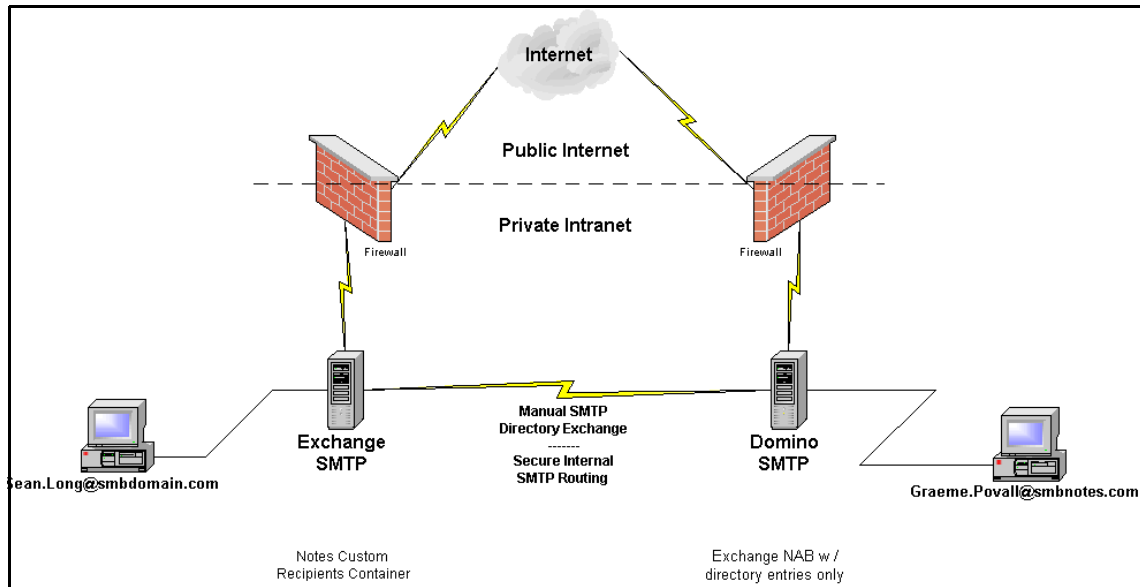 Internet
Public Internet
Private Intranet
Firewall
Firewall
Exchange
SMTP
Manual SMTP
Directory Exchange
-------
Secure Internal
SMTP Routing
Domino
SMTP
Sean.Long@smbdomain.com
Graeme.Povall@smbnotes.com
Notes Custom
Recipients Container
Exchange NAB w /
directory entries only